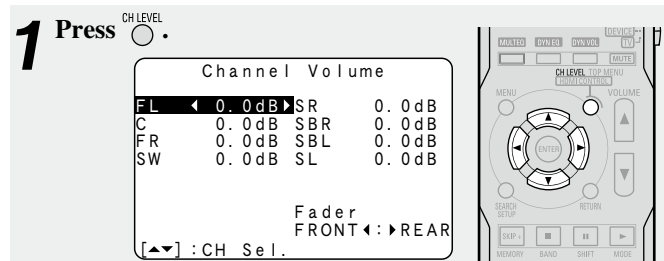 1 Press CH LEVEL .
Channel Volume
FL ◀ 0.0dB ▶ SR 0.0dB
C 0.0dB SBR 0.0dB
FR 0.0dB SBL 0.0dB
SW 0.0dB SL 0.0dB
Fader
FRONT ◀ : ▶ REAR
[▲▼] : CH Sel.
DEVICE
MULTEQ DYN EQ DYN VOL TV
MUTE
CH LEVEL TOP MENU
HDMI CONTROL
MENU VOLUME
ENTER
SEARCH RETURN
SETUP
SKIP +
MEMORY BAND SHIFT MODE